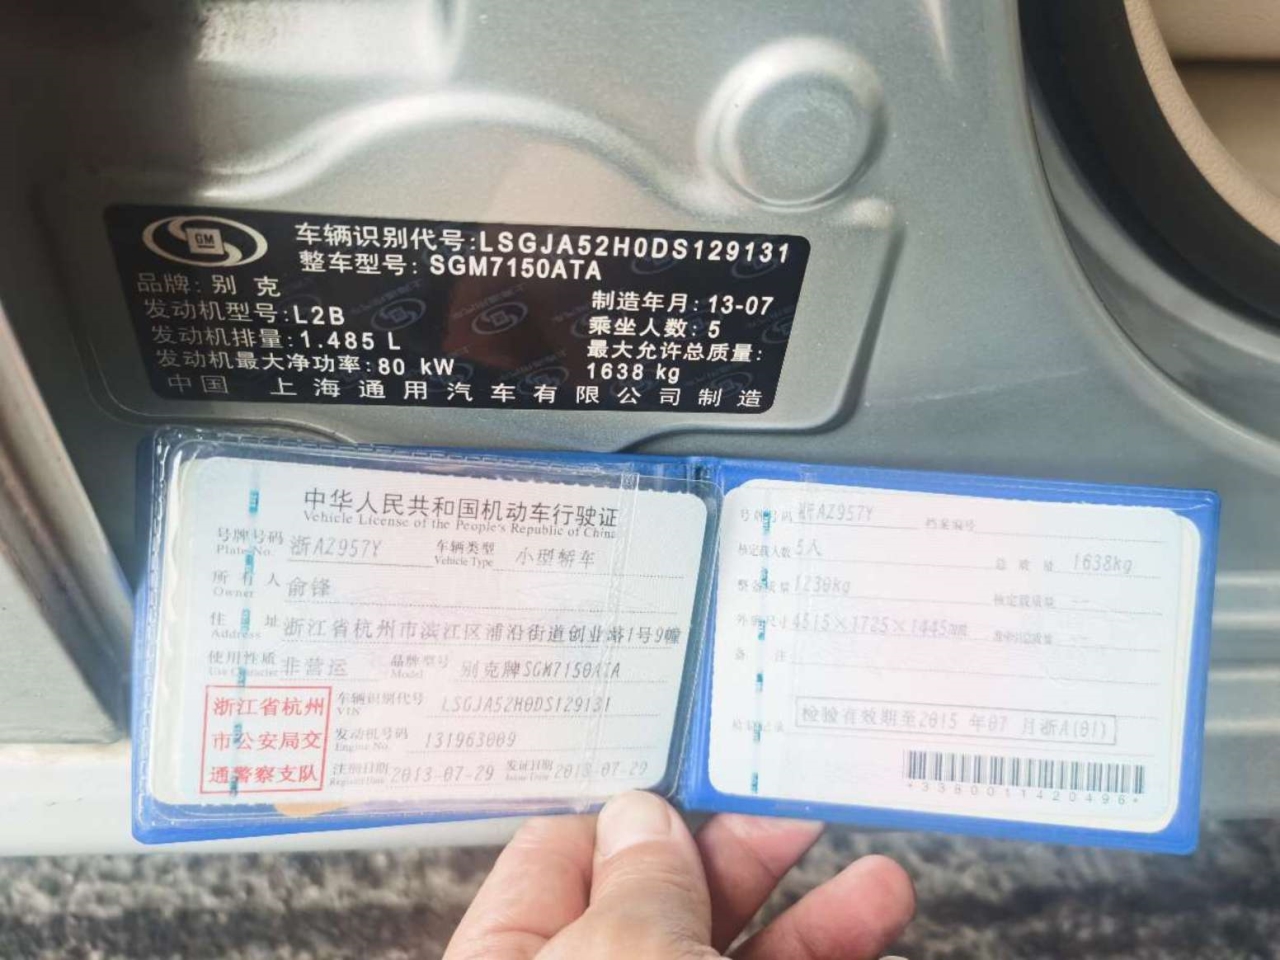 GM
车辆识别代号:LSGJA52H0DS129131
整车型号: SGM7150ATA
品牌: 别 克
发动机型号:L2B
发动机排量:1.485 L
发动机最大净功率:80 kW
制造年月: 13-07
乘坐人数: 5
最大允许总质量:
1638 kg
中国 上海通用汽车有限公司制造
中华人民共和国机动车行驶证
Vehicle License of the People's Republic of China
号牌号码 浙AZ957Y 车辆类型 小型轿车
Plate No. Vehicle Type
所有人 俞锋
Owner
住址 浙江省杭州市滨江区浦沿街道创业路1号9幢
Address
使用性质 非营运 品牌型号 别克牌SGM7150ATA
Use Character Model
浙江省杭州
市公安局交
通警察支队
车辆识别代号 LSGJA52H0DS129131
VIN
发动机号码 131963009
Engine No.
注册日期 2013-07-29 发证日期 2013-07-29
Register Date Issue Date
号牌号码 浙AZ957Y 档案编号
核定载人数 5人 总质量 1638kg
整备质量 1230kg 核定载质量 --
外廓尺寸 4515×1725×1445mm 准牵引总质量
备注
检验记录 检验有效期至2015 年07 月浙A(01)
*3380011420496*